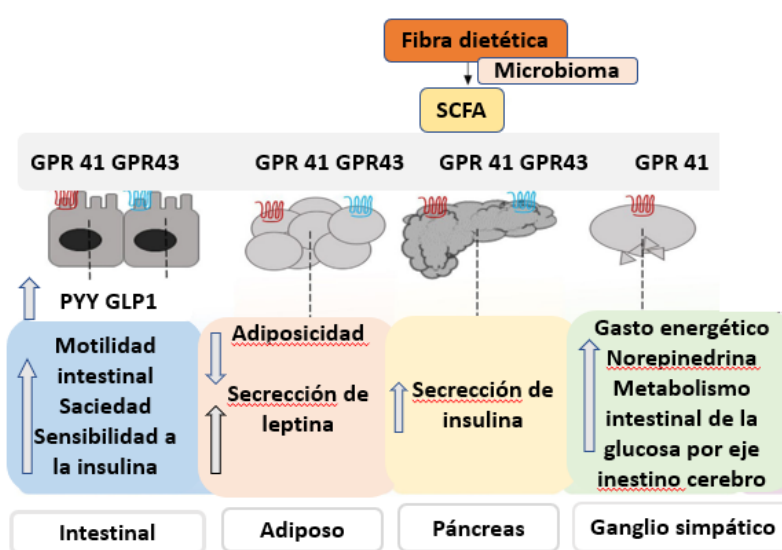 Fibra dietética
Microbioma
SCFA
GPR 41 GPR43
GPR 41 GPR43
GPR 41 GPR43
GPR 41
PYY GLP1
Motilidad
intestinal
Saciedad
Sensibilidad a
la insulina
Adiposicidad
Secrección de
leptina
Secrección de
insulina
Gasto energético
Norepinedrina
Metabolismo
intestinal de la
glucosa por eje
inestino cerebro
Intestinal
Adiposo
Páncreas
Ganglio simpático